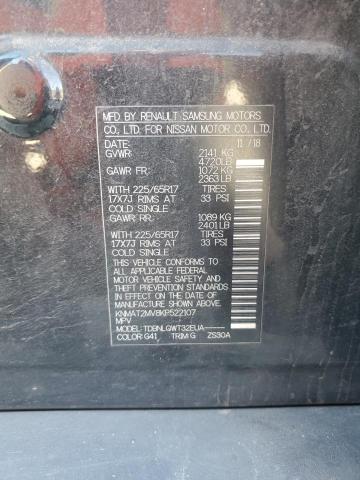 MFD BY RENAULT SAMSUNG MOTORS
CO., LTD. FOR NISSAN MOTOR CO., LTD.
DATE: 11 / 18
GVWR: 2141 KG
4720LB
GAWR FR: 1072 KG
2363 LB
WITH 225/65R17 TIRES
17X7J RIMS AT 33 PSI
COLD SINGLE
GAWR RR: 1089 KG
2401 LB
WITH 225/65R17 TIRES
17X7J RIMS AT 33 PSI
COLD SINGLE
THIS VEHICLE CONFORMS TO ALL
APPLICABLE U.S. FEDERAL MOTOR
VEHICLE SAFETY, BUMPER, AND
THEFT PREVENTION STANDARDS
IN EFFECT ON THE DATE OF
MANUFACTURE SHOWN ABOVE.
KNMAT2MV8KP522107
MPV
MODEL: TDBNLGWT32EUA
COLOR: G41 TRIM: G ZS30A